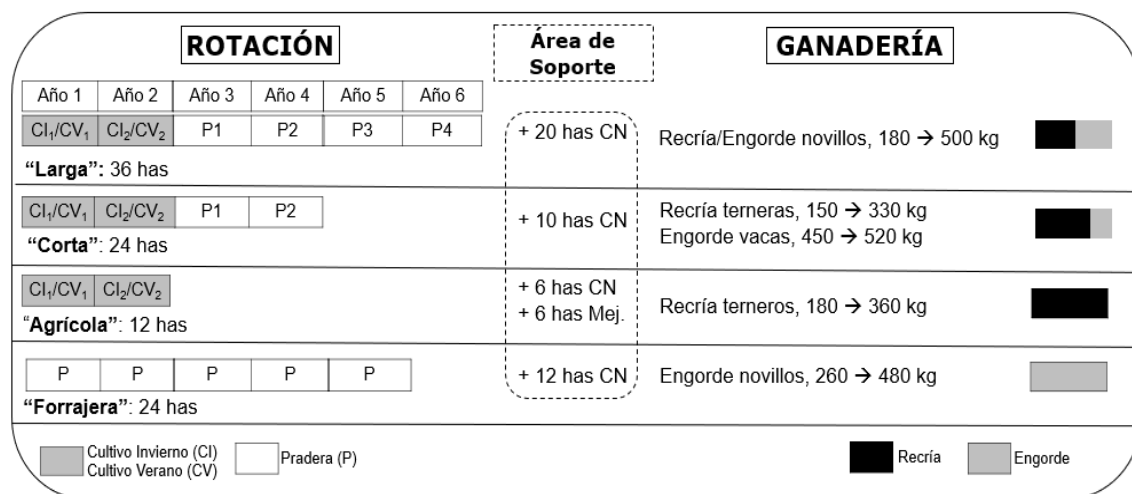 ROTACIÓN
Área de
Soporte
GANADERÍA
Año 1 Año 2 Año 3 Año 4 Año 5 Año 6
CI₁/CV₁ CI₂/CV₂ P1 P2 P3 P4
+ 20 has CN
Recría/Engorde novillos, 180 → 500 kg
“Larga”: 36 has
CI₁/CV₁ CI₂/CV₂ P1 P2
+ 10 has CN
Recría terneras, 150 → 330 kg
Engorde vacas, 450 → 520 kg
“Corta”: 24 has
CI₁/CV₁ CI₂/CV₂
+ 6 has CN
+ 6 has Mej.
Recría terneros, 180 → 360 kg
“Agrícola”: 12 has
P P P P P
+ 12 has CN
Engorde novillos, 260 → 480 kg
“Forrajera”: 24 has
Cultivo Invierno (CI)
Cultivo Verano (CV)
Pradera (P)
Recría
Engorde